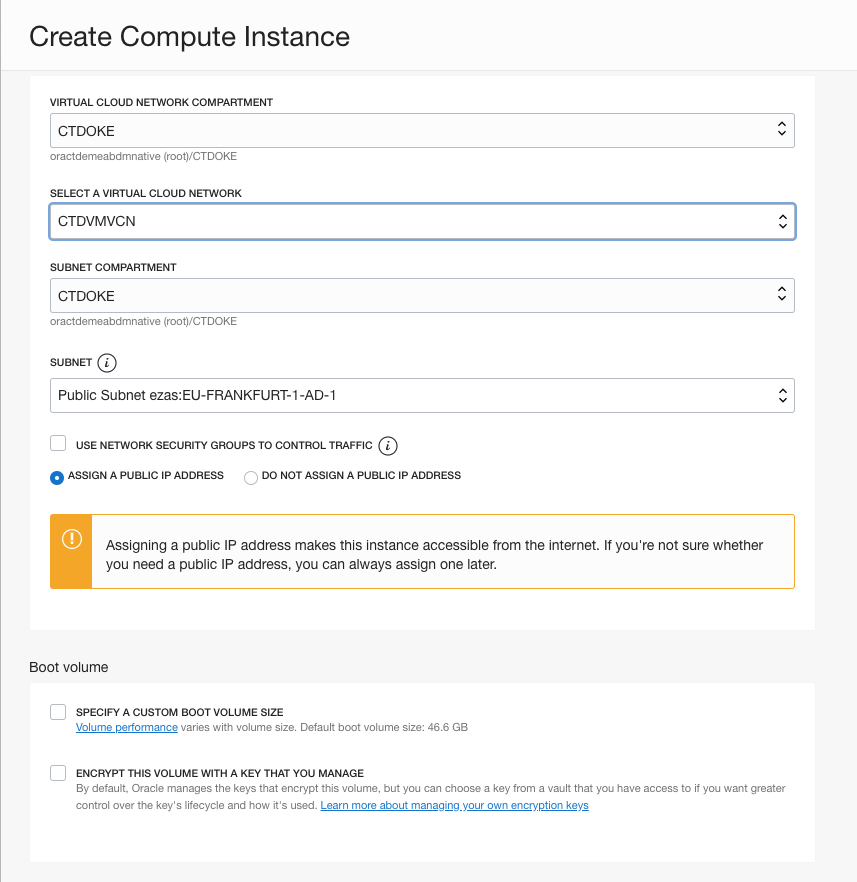 Create Compute Instance
VIRTUAL CLOUD NETWORK COMPARTMENT
CTDOKE
oractdemeabdmnative (root)/CTDOKE
SELECT A VIRTUAL CLOUD NETWORK
CTDVMVCN
SUBNET COMPARTMENT
CTDOKE
oractdemeabdmnative (root)/CTDOKE
SUBNET i
Public Subnet ezas:EU-FRANKFURT-1-AD-1
USE NETWORK SECURITY GROUPS TO CONTROL TRAFFIC i
ASSIGN A PUBLIC IP ADDRESS DO NOT ASSIGN A PUBLIC IP ADDRESS
Assigning a public IP address makes this instance accessible from the internet. If you're not sure whether
you need a public IP address, you can always assign one later.
Boot volume
SPECIFY A CUSTOM BOOT VOLUME SIZE
Volume performance varies with volume size. Default boot volume size: 46.6 GB
ENCRYPT THIS VOLUME WITH A KEY THAT YOU MANAGE
By default, Oracle manages the keys that encrypt this volume, but you can choose a key from a vault that you have access to if you want greater
control over the key's lifecycle and how it's used. Learn more about managing your own encryption keys